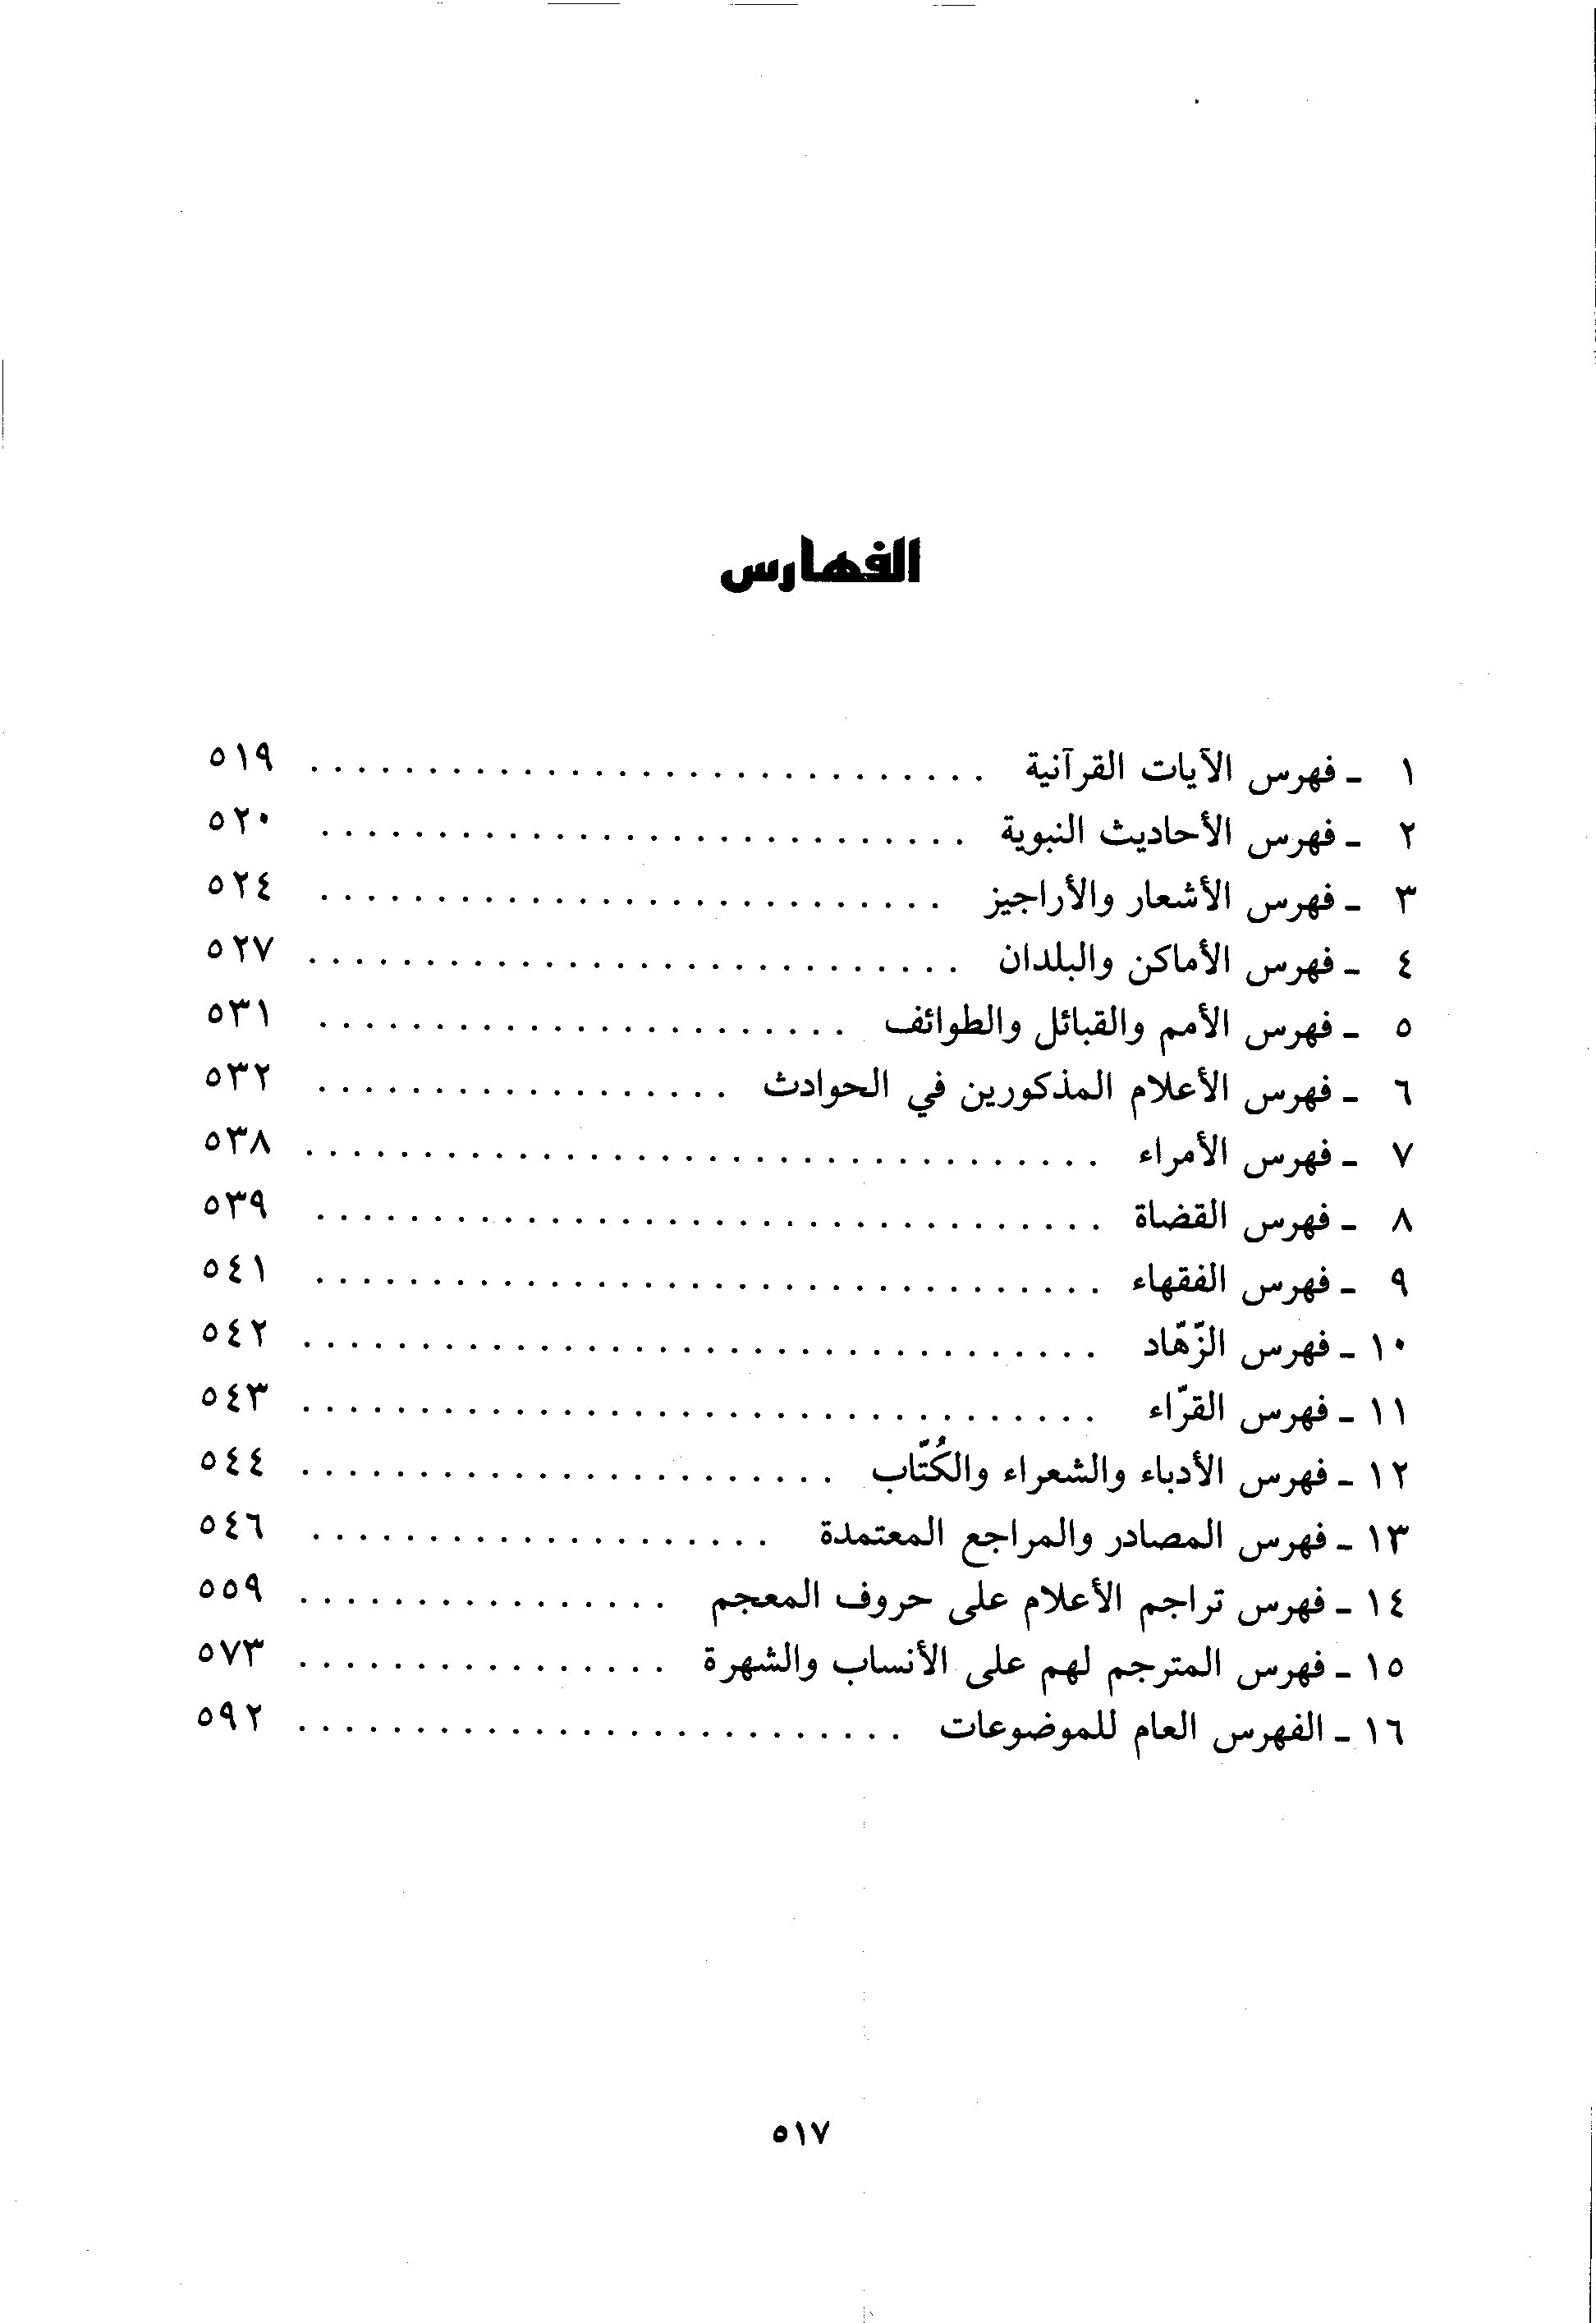 الفهارس
١ - فهرس الآيات القرآنية . . . . . . . . . . . . . . . . . . . . . . . . . . . . . ٥١٩
٢ - فهرس الأحاديث النبوية . . . . . . . . . . . . . . . . . . . . . . . . . . . . ٥٢٠
٣ - فهرس الأشعار والأراجيز . . . . . . . . . . . . . . . . . . . . . . . . . . . ٥٢٤
٤ - فهرس الأماكن والبلدان . . . . . . . . . . . . . . . . . . . . . . . . . . . . ٥٢٧
٥ - فهرس الأمم والقبائل والطوائف . . . . . . . . . . . . . . . . . . . . . . . ٥٣١
٦ - فهرس الأعلام المذكورين في الحوادث . . . . . . . . . . . . . . . . . . ٥٣٢
٧ - فهرس الأمراء . . . . . . . . . . . . . . . . . . . . . . . . . . . . . . . . . . ٥٣٨
٨ - فهرس القضاة . . . . . . . . . . . . . . . . . . . . . . . . . . . . . . . . . . ٥٣٩
٩ - فهرس الفقهاء . . . . . . . . . . . . . . . . . . . . . . . . . . . . . . . . . . ٥٤١
١٠ - فهرس الزّهّاد . . . . . . . . . . . . . . . . . . . . . . . . . . . . . . . . . . ٥٤٢
١١ - فهرس القرّاء . . . . . . . . . . . . . . . . . . . . . . . . . . . . . . . . . . ٥٤٣
١٢ - فهرس الأدباء والشعراء والكُتّاب . . . . . . . . . . . . . . . . . . . . . . . ٥٤٤
١٣ - فهرس المصادر والمراجع المعتمدة . . . . . . . . . . . . . . . . . . . . ٥٤٦
١٤ - فهرس تراجم الأعلام على حروف المعجم . . . . . . . . . . . . . . . . ٥٥٩
١٥ - فهرس المترجم لهم على الأنساب والشهرة . . . . . . . . . . . . . . . . ٥٧٣
١٦ - الفهرس العام للموضوعات . . . . . . . . . . . . . . . . . . . . . . . . . . ٥٩٢
٥١٧